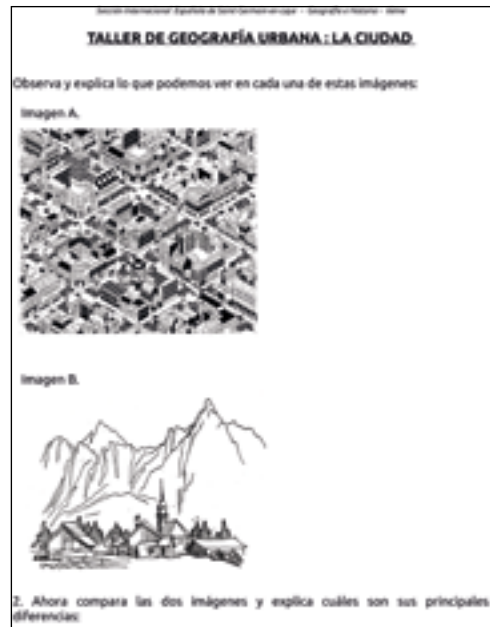 Sección Internacional Española de Saint Germain en Laye - Geografía e Historia -
TALLER DE GEOGRAFÍA URBANA : LA CIUDAD
Observa y explica lo que podemos ver en cada una de estas imágenes:
Imagen A.
Imagen B.
2. Ahora compara las dos imágenes y explica cuáles son sus principales
diferencias: